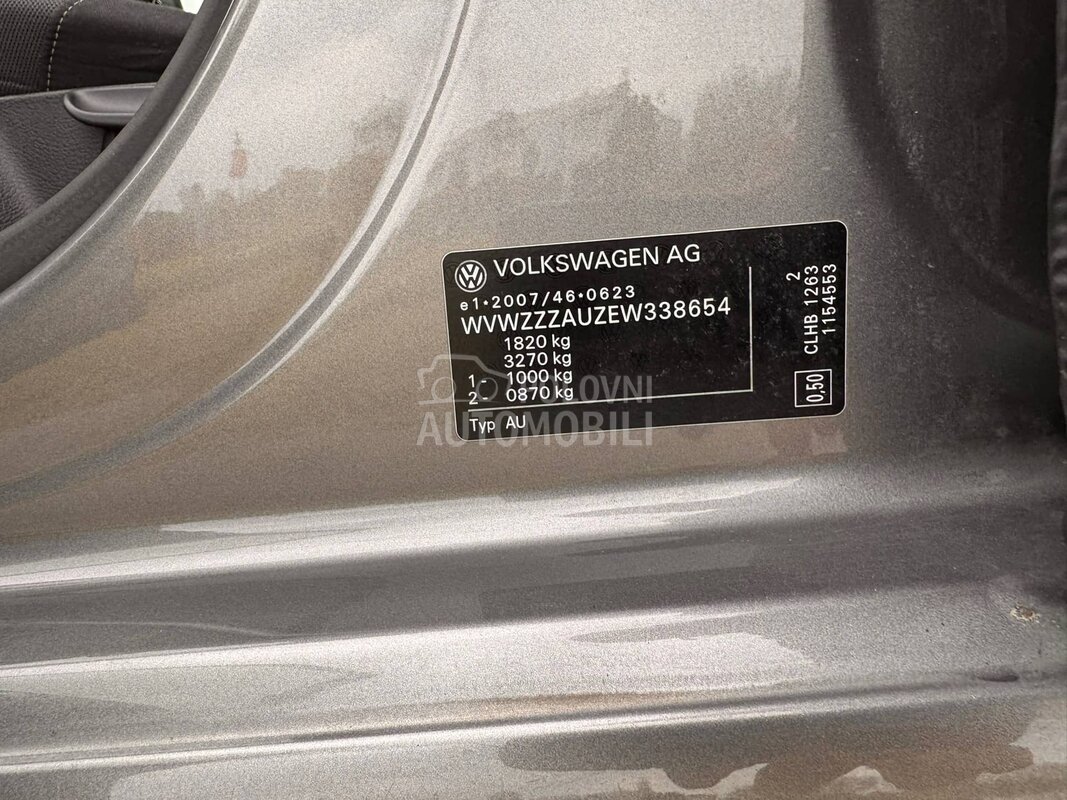 VOLKSWAGEN AG
e1*2007/46*0623
WVWZZZAUZEW338654
1820 kg
3270 kg
1- 1000 kg
2- 0870 kg
Typ AU
2
CLHB 1263
1154553
0,50
POLOVNI
AUTOMOBILI